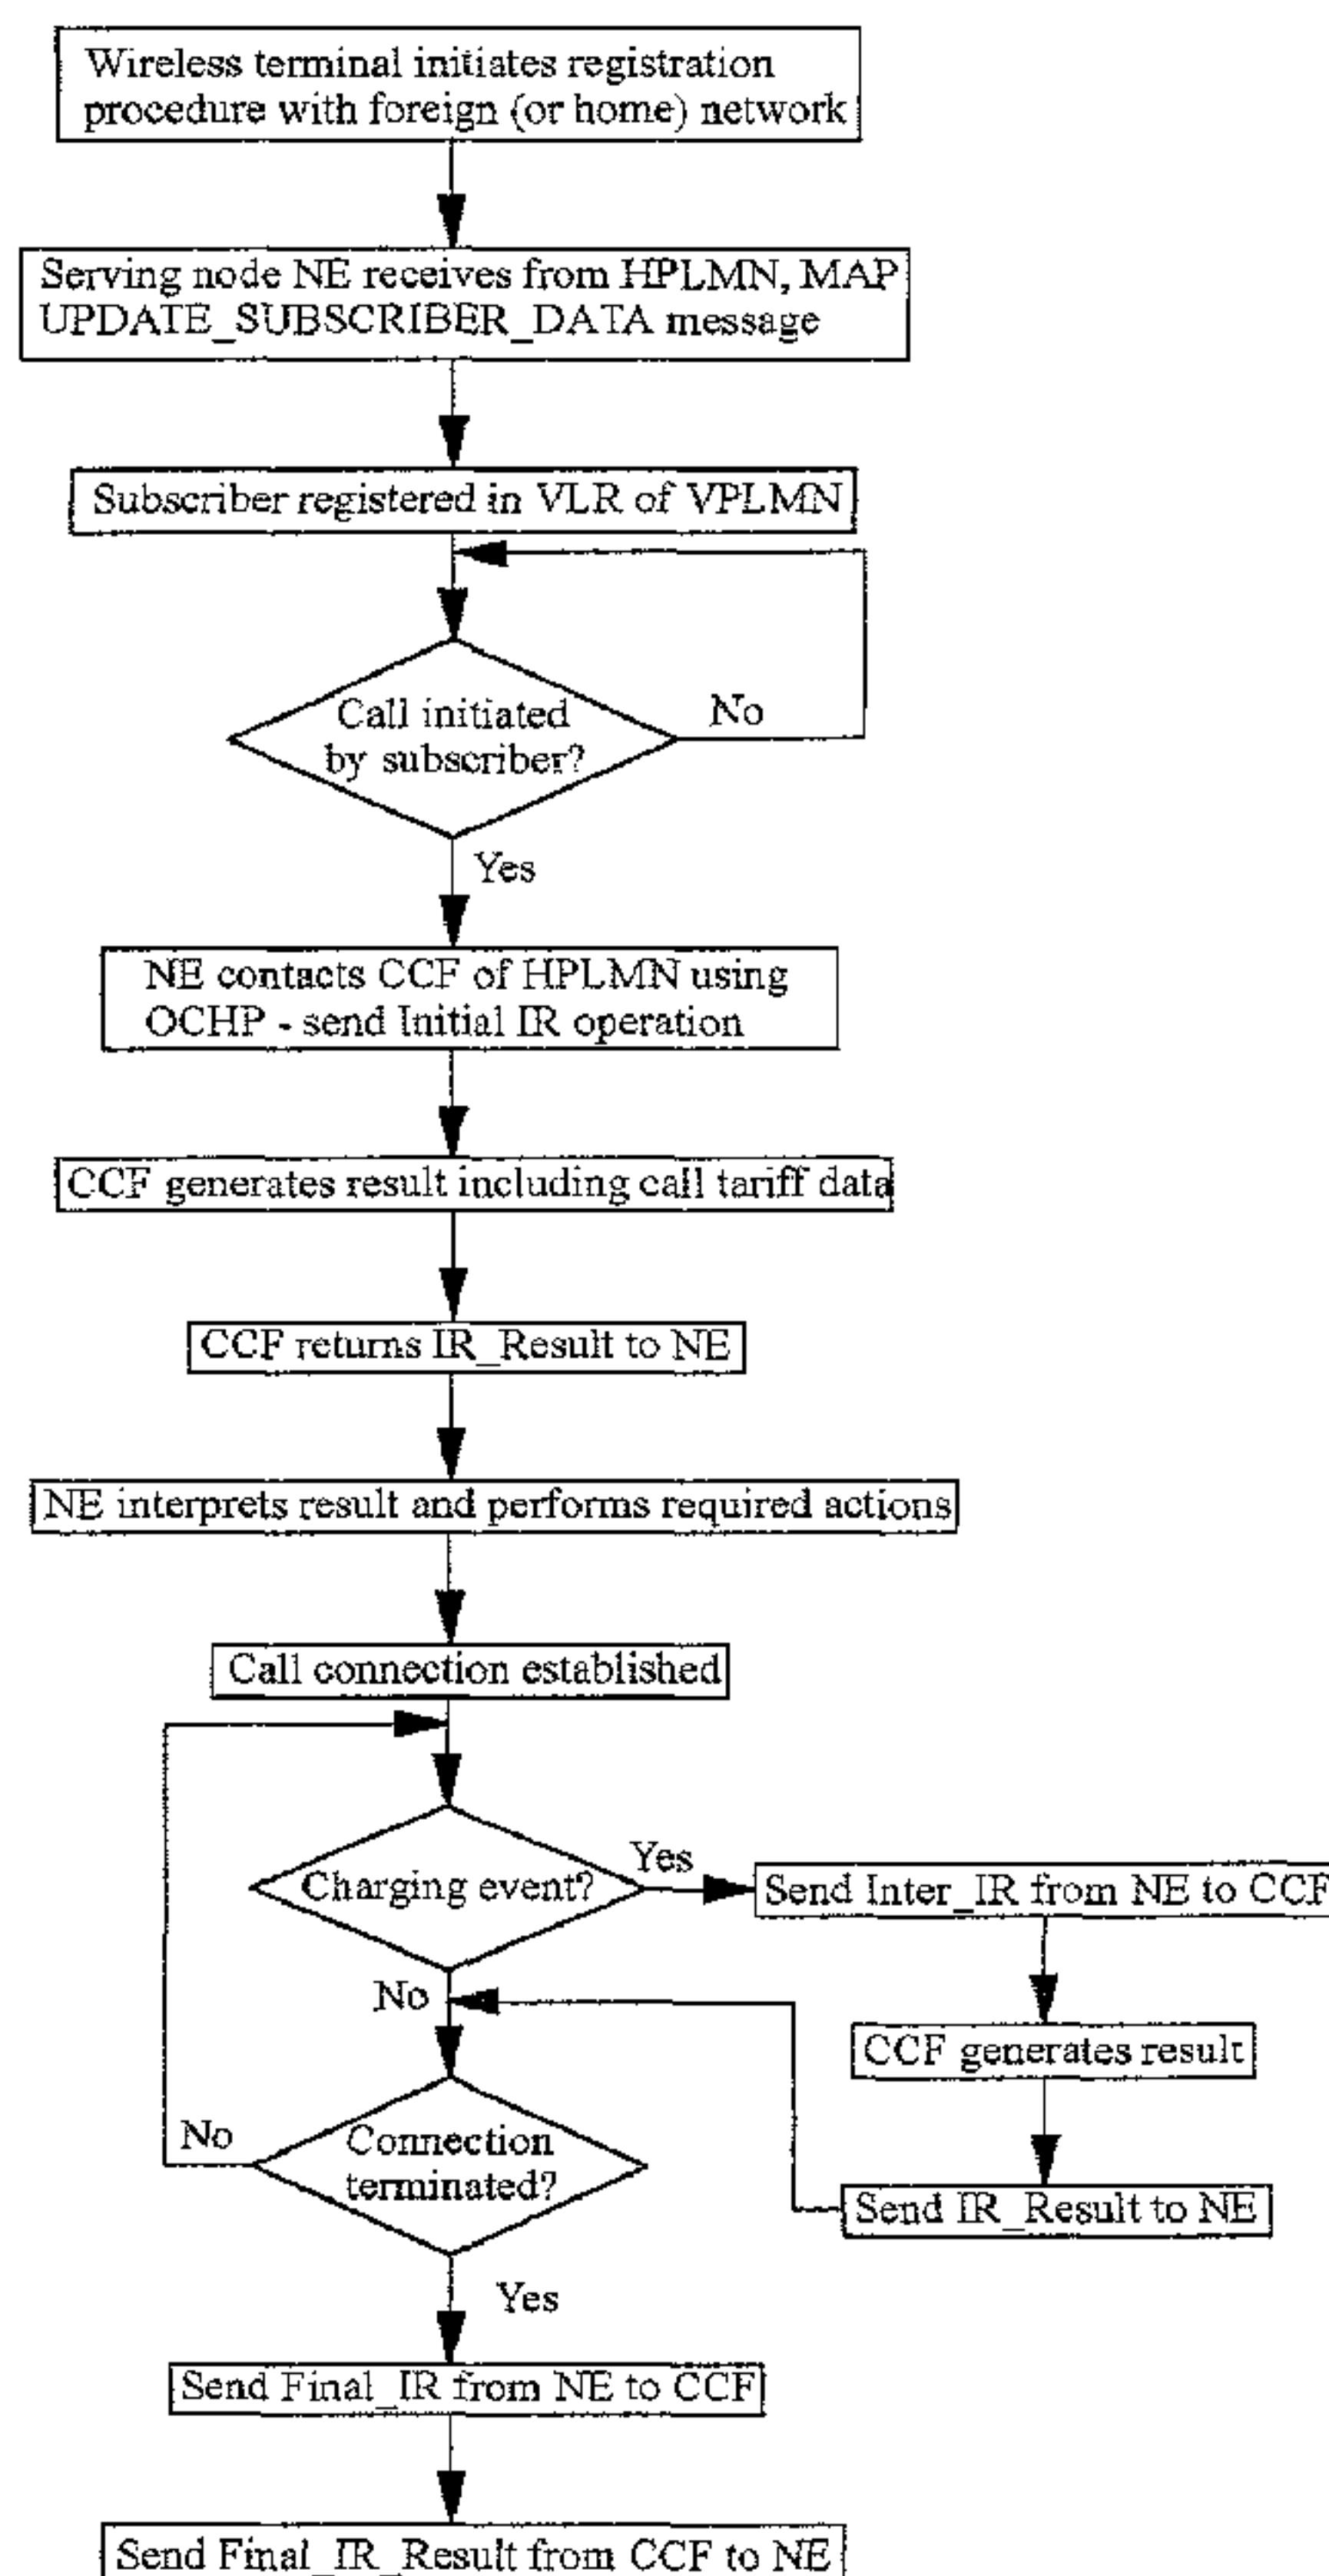 Wireless terminal initiates registration
procedure with foreign (or home) network
Serving node NE receives from HPLMN, MAP
UPDATE_SUBSCRIBER_DATA message
Subscriber registered in VLR of VPLMN
Call initiated
by subscriber?
No
Yes
NE contacts CCF of HPLMN using
OCHP - send Initial IR operation
CCF generates result including call tariff data
CCF returns IR_Result to NE
NE interprets result and performs required actions
Call connection established
Charging event?
Yes
Send Inter_IR from NE to CCF
No
CCF generates result
Connection
terminated?
No
Send IR_Result to NE
Yes
Send Final_IR from NE to CCF
Send Final_IR_Result from CCF to NE